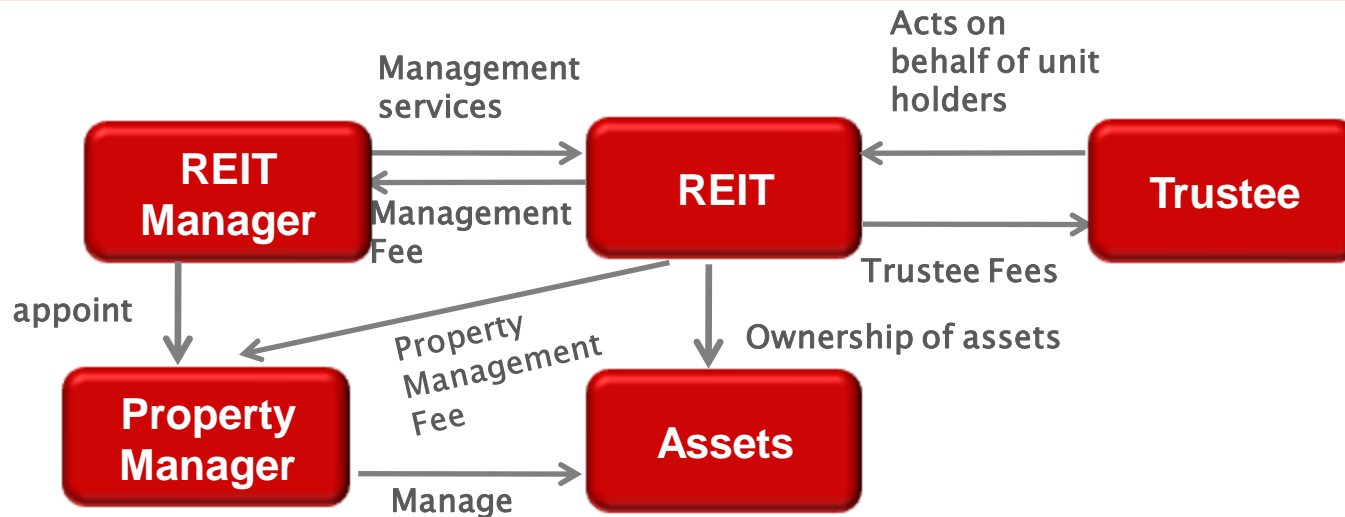 Acts on
behalf of unit
holders
Management
services
REIT
Manager
REIT
Trustee
Management
Fee
Trustee Fees
appoint
Property
Management
Fee
Ownership of assets
Property
Manager
Assets
Manage